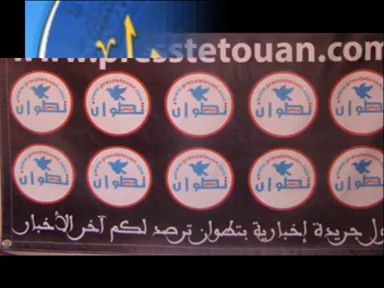 www.presstetouan.com
تطوان تطوان تطوان تطوان تطوان
تطوان تطوان تطوان تطوان تطوان
جريدة إخبارية بتطوان ترصد لكم آخر الأخبار